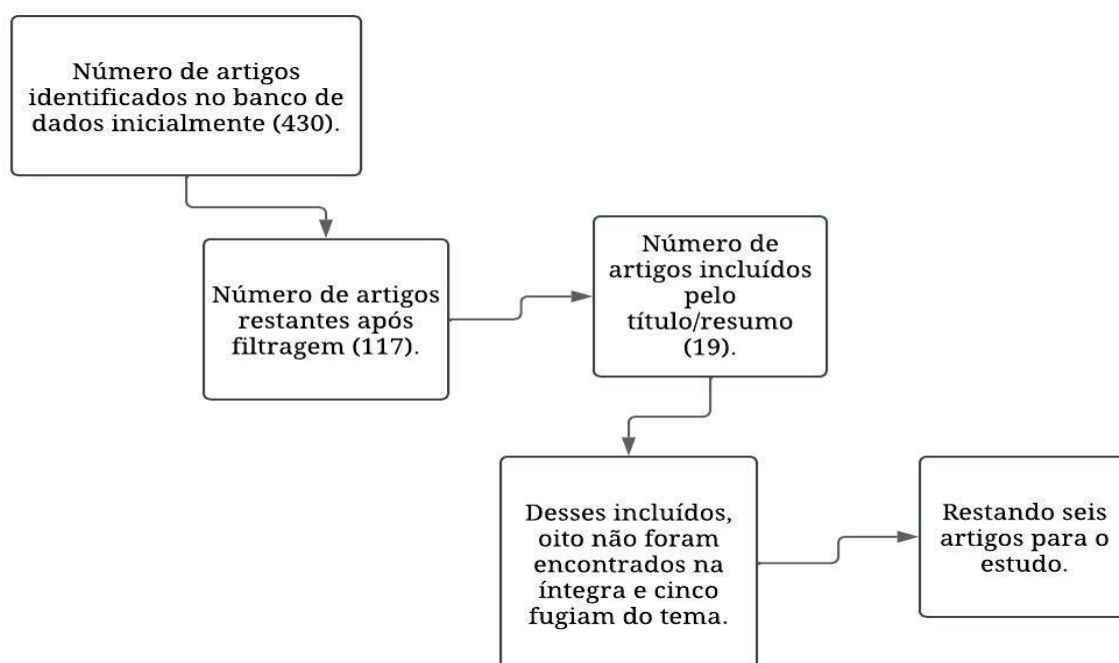 Número de artigos
identificados no banco de
dados inicialmente (430).
Número de artigos
restantes após
filtragem (117).
Número de
artigos incluídos
pelo
título/resumo
(19).
Desses incluídos,
oito não foram
encontrados na
íntegra e cinco
fugiam do tema.
Restando seis
artigos para o
estudo.